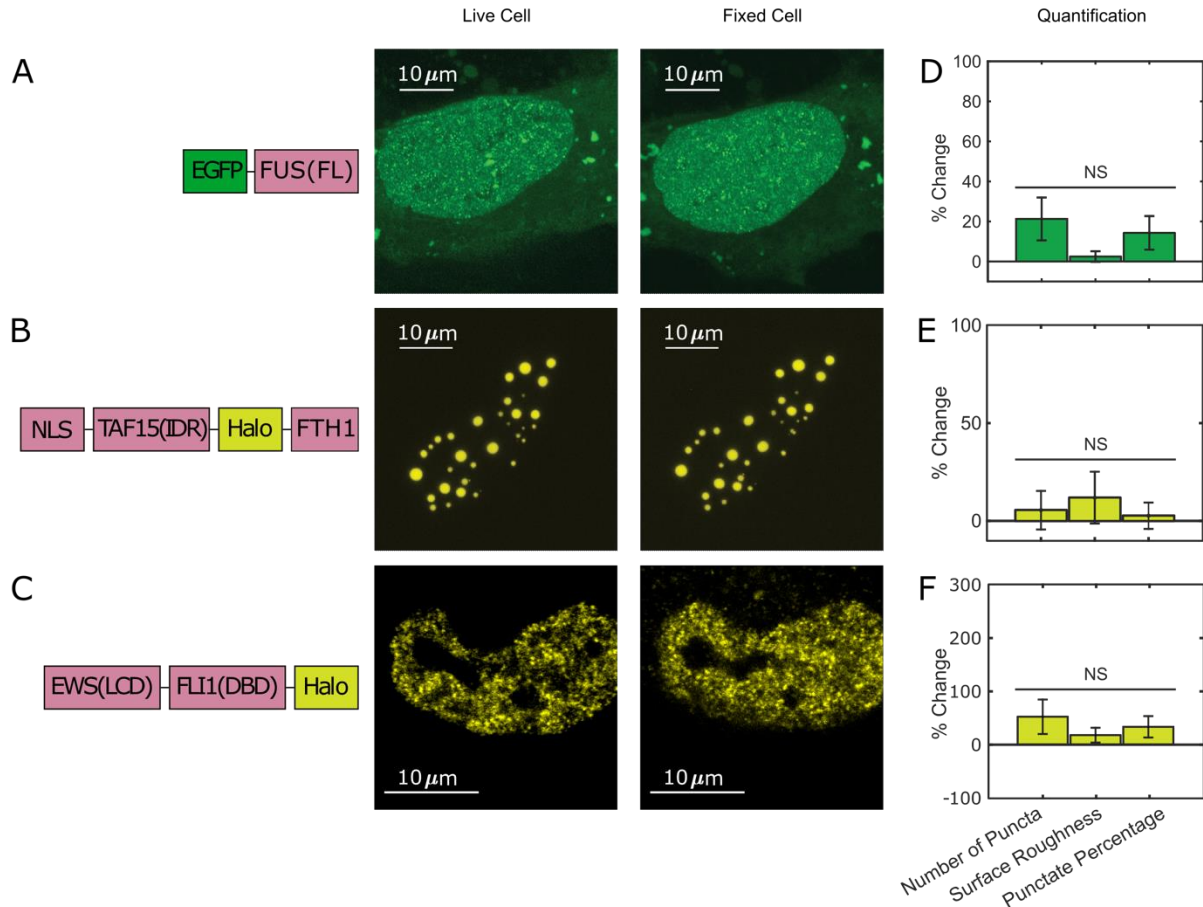 Live Cell
Fixed Cell
Quantification
A
EGFP
FUS(FL)
10 μm
10 μm
D
100
80
60
40
20
0
% Change
NS
B
NLS
TAF15(IDR)
Halo
FTH1
10 μm
10 μm
E
100
50
0
% Change
NS
C
EWS(LCD)
FLI1(DBD)
Halo
10 μm
10 μm
F
300
200
100
0
-100
% Change
NS
Number of Puncta
Surface Roughness
Punctate Percentage